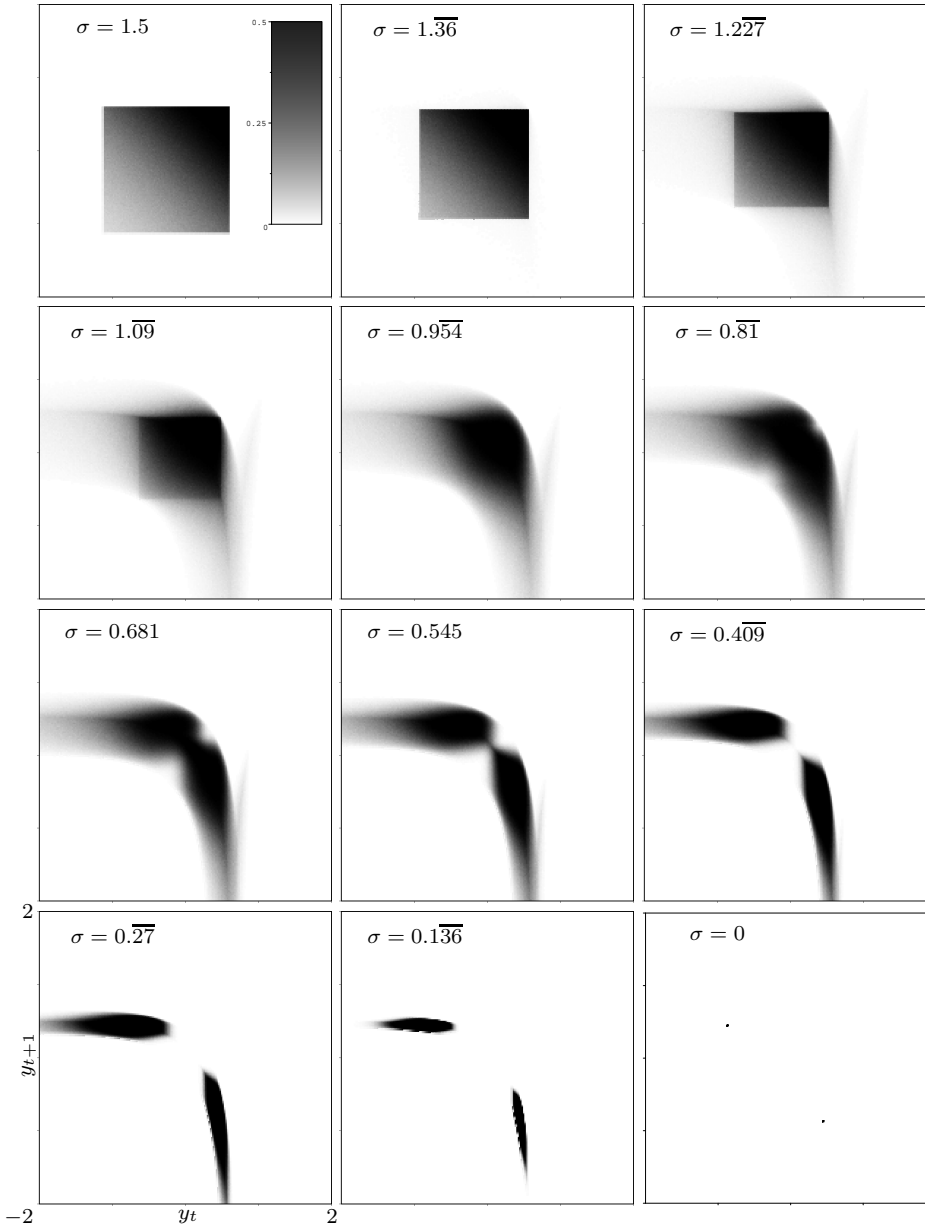 σ = 1.5
0.5
0.25
0
σ = 1.3̅6̅
σ = 1.22̅7̅
σ = 1.0̅9̅
σ = 0.95̅4̅
σ = 0.8̅1̅
σ = 0.681
σ = 0.545
σ = 0.40̅9̅
2
σ = 0.2̅7̅
σ = 0.13̅6̅
σ = 0
y_{t+1}
−2
y_t
2